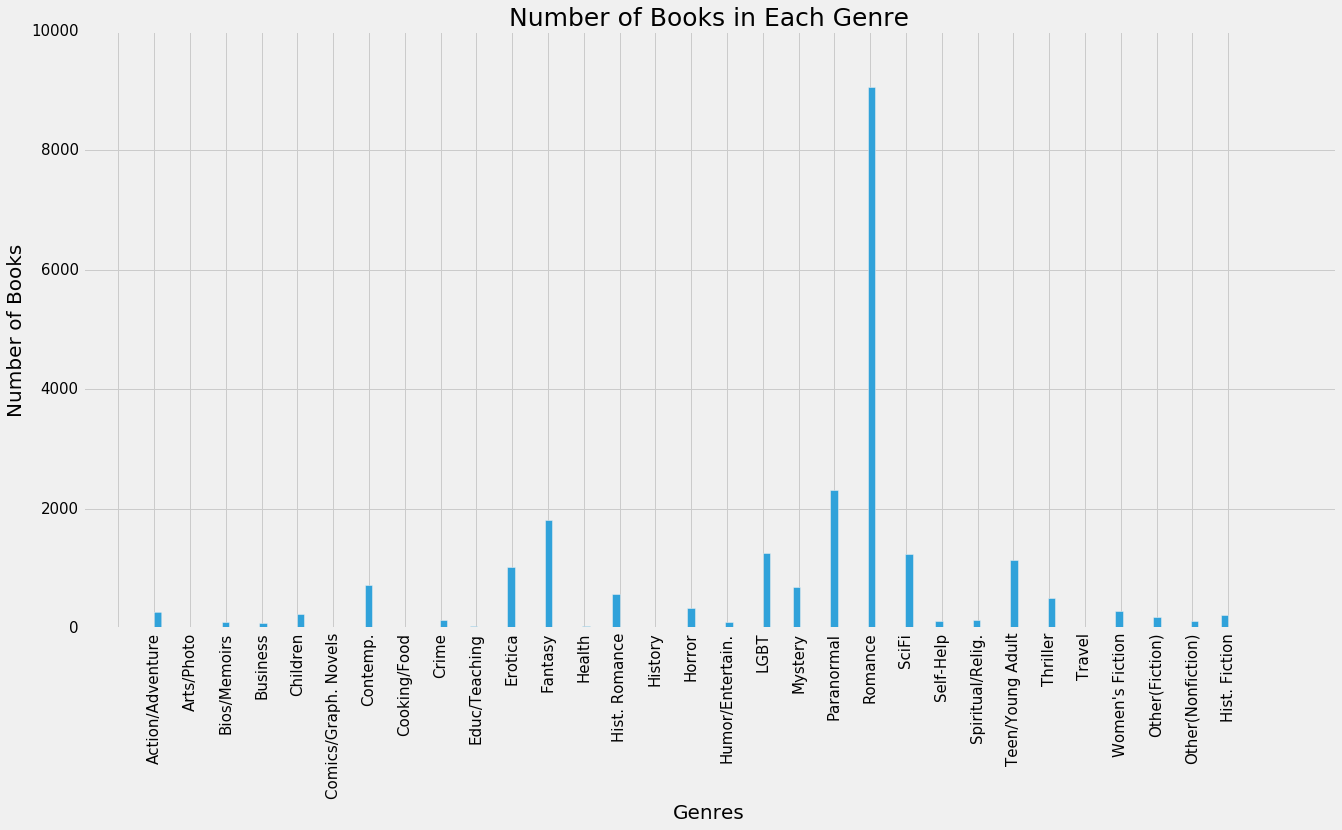 Number of Books in Each Genre
10000
8000
6000
4000
2000
0
Number of Books
Action/Adventure
Arts/Photo
Bios/Memoirs
Business
Children
Comics/Graph. Novels
Contemp.
Cooking/Food
Crime
Educ/Teaching
Erotica
Fantasy
Health
Hist. Romance
History
Horror
Humor/Entertain.
LGBT
Mystery
Paranormal
Romance
SciFi
Self-Help
Spiritual/Relig.
Teen/Young Adult
Thriller
Travel
Women's Fiction
Other(Fiction)
Other(Nonfiction)
Hist. Fiction
Genres